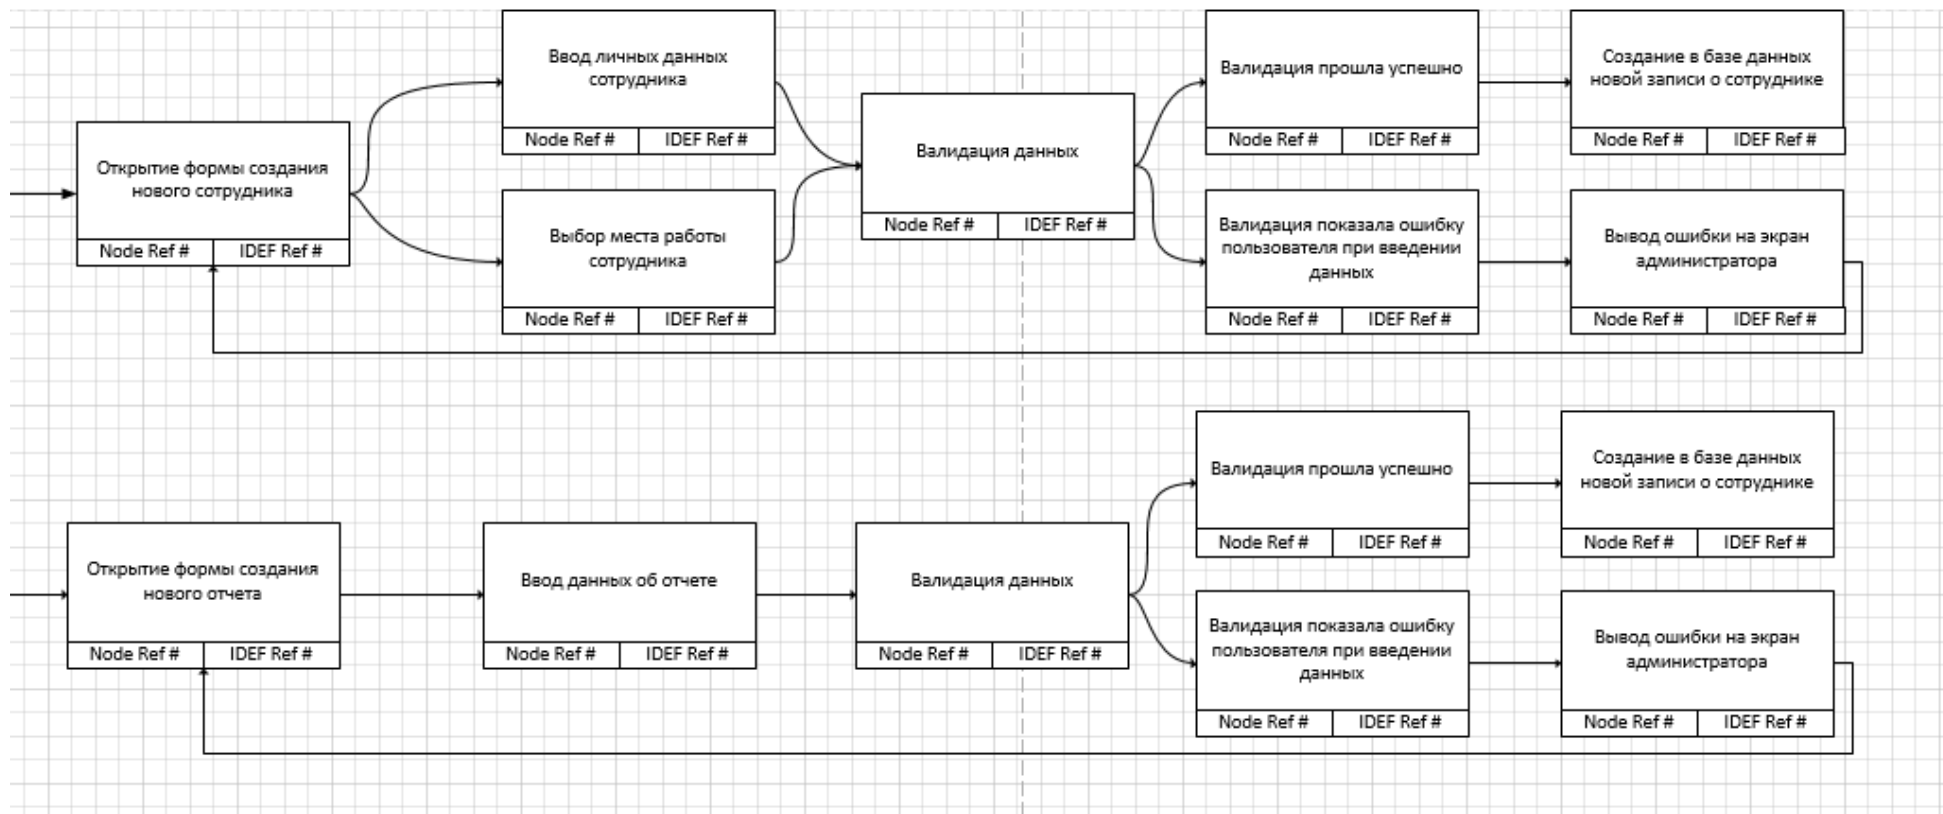 Открытие формы создания
нового сотрудника
Node Ref # IDEF Ref #
Ввод личных данных
сотрудника
Node Ref # IDEF Ref #
Выбор места работы
сотрудника
Node Ref # IDEF Ref #
Валидация данных
Node Ref # IDEF Ref #
Валидация прошла успешно
Node Ref # IDEF Ref #
Создание в базе данных
новой записи о сотруднике
Node Ref # IDEF Ref #
Валидация показала ошибку
пользователя при введении
данных
Node Ref # IDEF Ref #
Вывод ошибки на экран
администратора
Node Ref # IDEF Ref #
Открытие формы создания
нового отчета
Node Ref # IDEF Ref #
Ввод данных об отчете
Node Ref # IDEF Ref #
Валидация данных
Node Ref # IDEF Ref #
Валидация прошла успешно
Node Ref # IDEF Ref #
Создание в базе данных
новой записи о сотруднике
Node Ref # IDEF Ref #
Валидация показала ошибку
пользователя при введении
данных
Node Ref # IDEF Ref #
Вывод ошибки на экран
администратора
Node Ref # IDEF Ref #